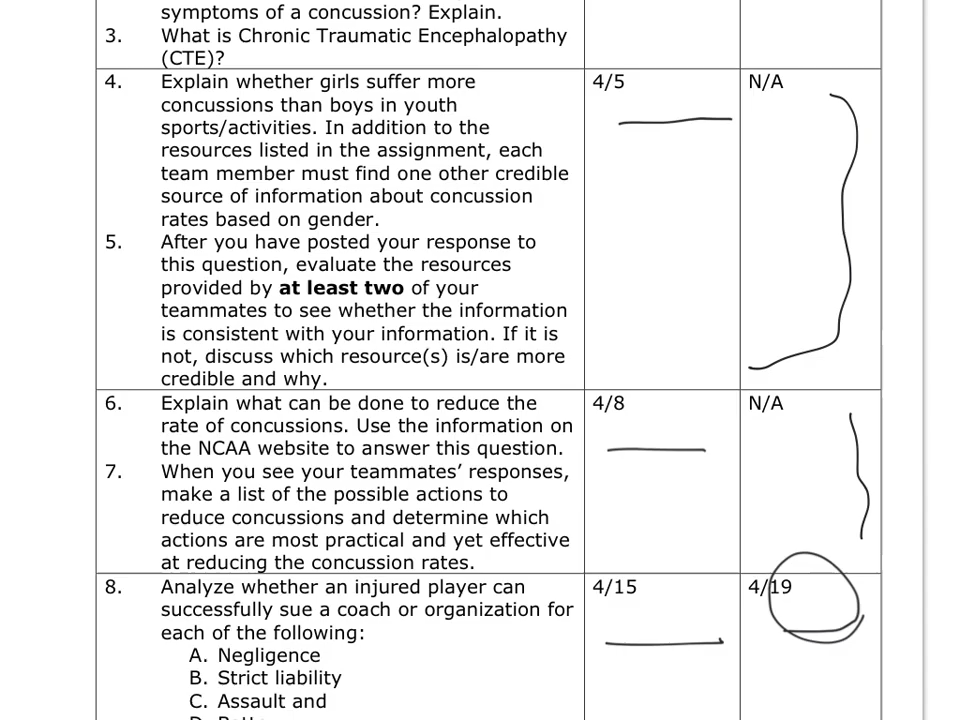 symptoms of a concussion? Explain.
3. What is Chronic Traumatic Encephalopathy
(CTE)?
4. Explain whether girls suffer more 4/5 N/A
concussions than boys in youth
sports/activities. In addition to the
resources listed in the assignment, each
team member must find one other credible
source of information about concussion
rates based on gender.
5. After you have posted your response to
this question, evaluate the resources
provided by at least two of your
teammates to see whether the information
is consistent with your information. If it is
not, discuss which resource(s) is/are more
credible and why.
6. Explain what can be done to reduce the 4/8 N/A
rate of concussions. Use the information on
the NCAA website to answer this question.
7. When you see your teammates’ responses,
make a list of the possible actions to
reduce concussions and determine which
actions are most practical and yet effective
at reducing the concussion rates.
8. Analyze whether an injured player can 4/15 4/19
successfully sue a coach or organization for
each of the following:
A. Negligence
B. Strict liability
C. Assault and